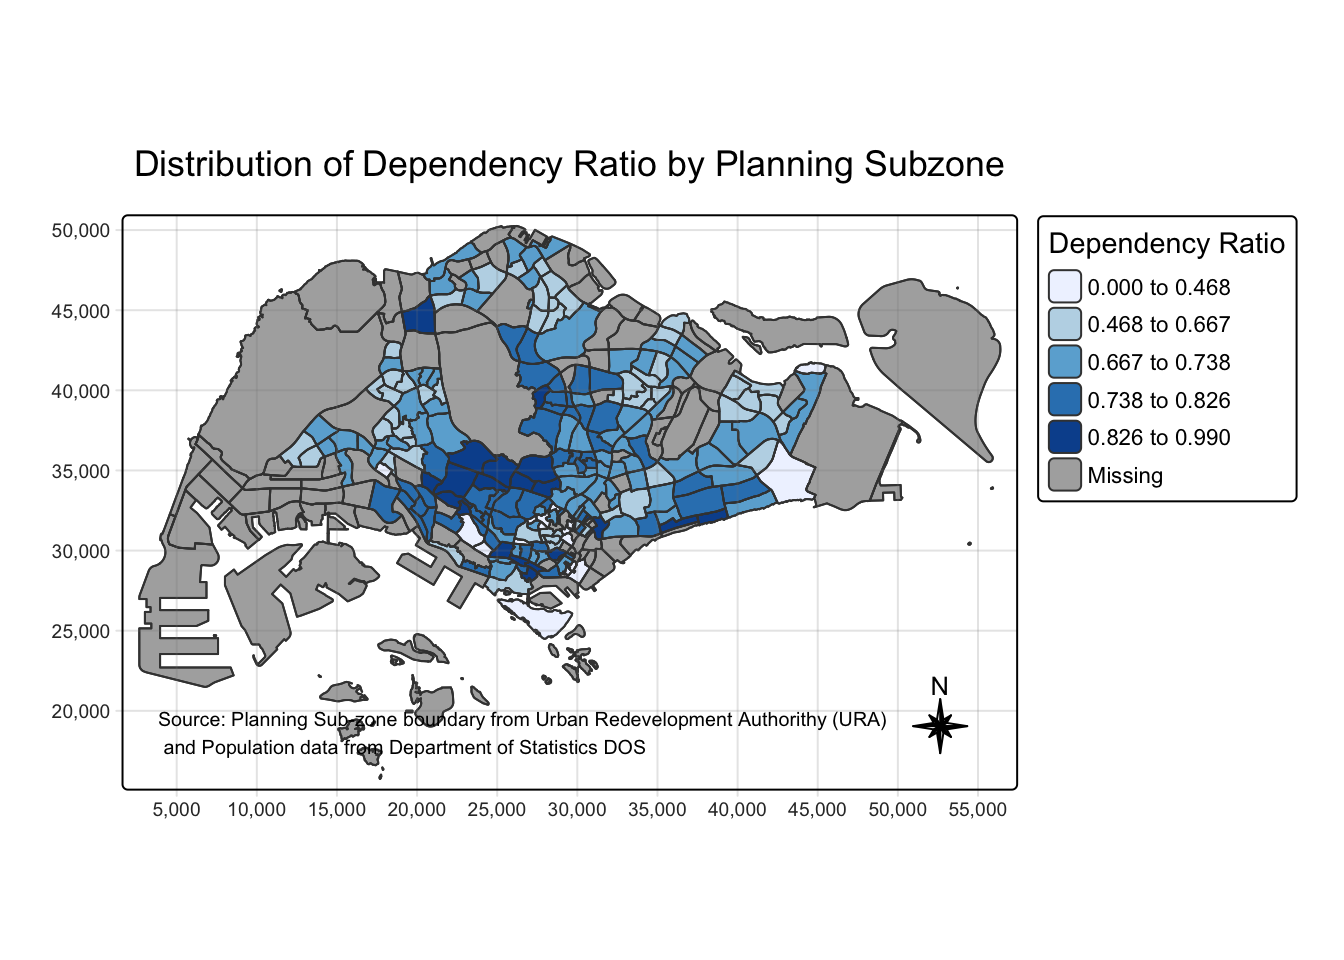 Distribution of Dependency Ratio by Planning Subzone
50,000
45,000
40,000
35,000
30,000
25,000
20,000
5,000 10,000 15,000 20,000 25,000 30,000 35,000 40,000 45,000 50,000 55,000
N
Source: Planning Sub-zone boundary from Urban Redevelopment Authorithy (URA)
and Population data from Department of Statistics DOS
Dependency Ratio
0.000 to 0.468
0.468 to 0.667
0.667 to 0.738
0.738 to 0.826
0.826 to 0.990
Missing